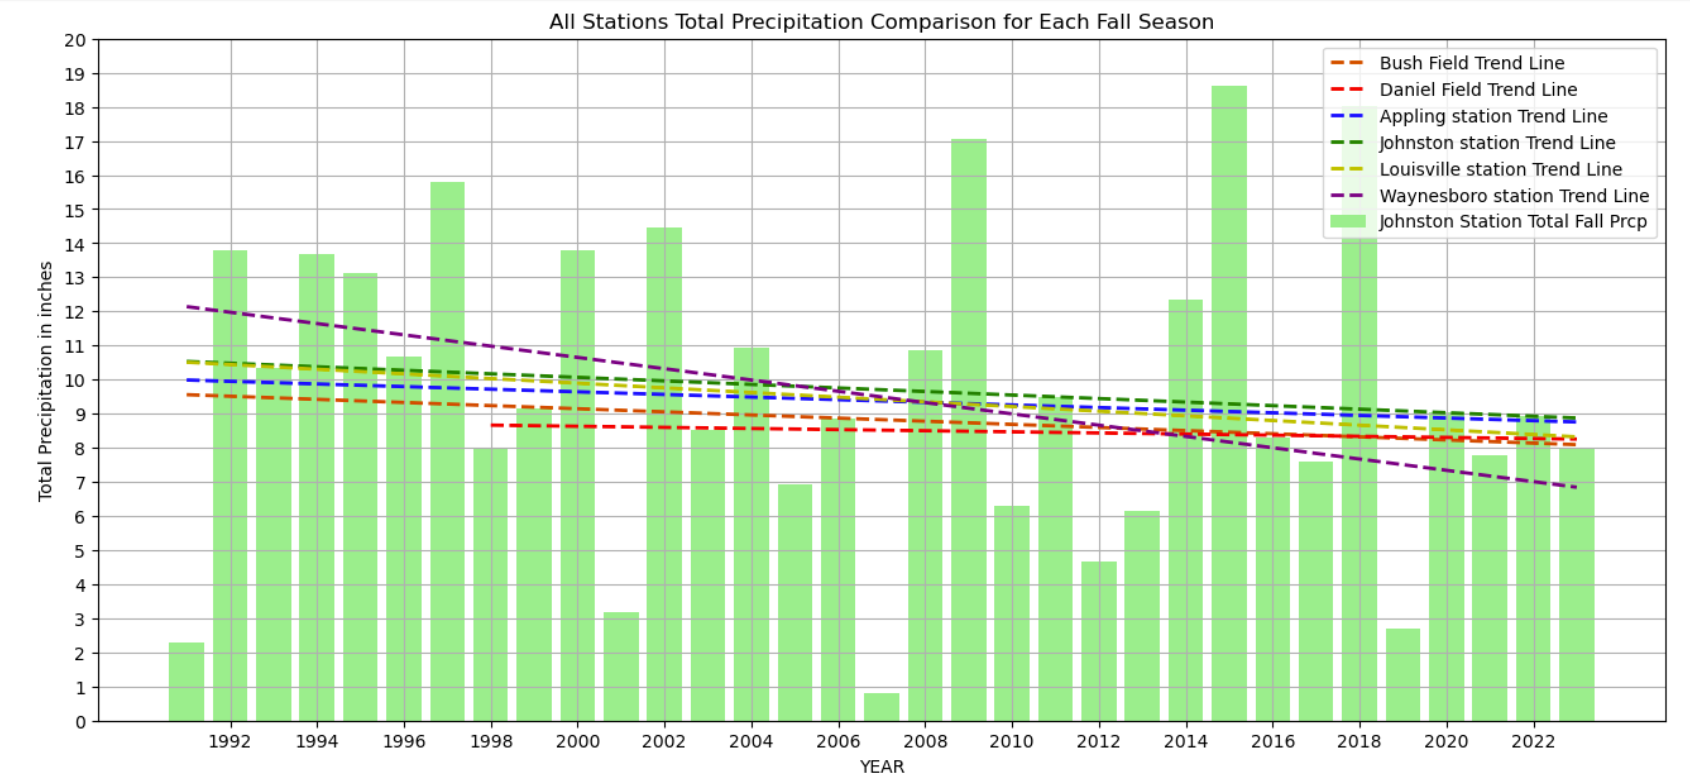 All Stations Total Precipitation Comparison for Each Fall Season
Total Precipitation in inches
20
19
18
17
16
15
14
13
12
11
10
9
8
7
6
5
4
3
2
1
0
Bush Field Trend Line
Daniel Field Trend Line
Appling station Trend Line
Johnston station Trend Line
Louisville station Trend Line
Waynesboro station Trend Line
Johnston Station Total Fall Prcp
1992 1994 1996 1998 2000 2002 2004 2006 2008 2010 2012 2014 2016 2018 2020 2022
YEAR